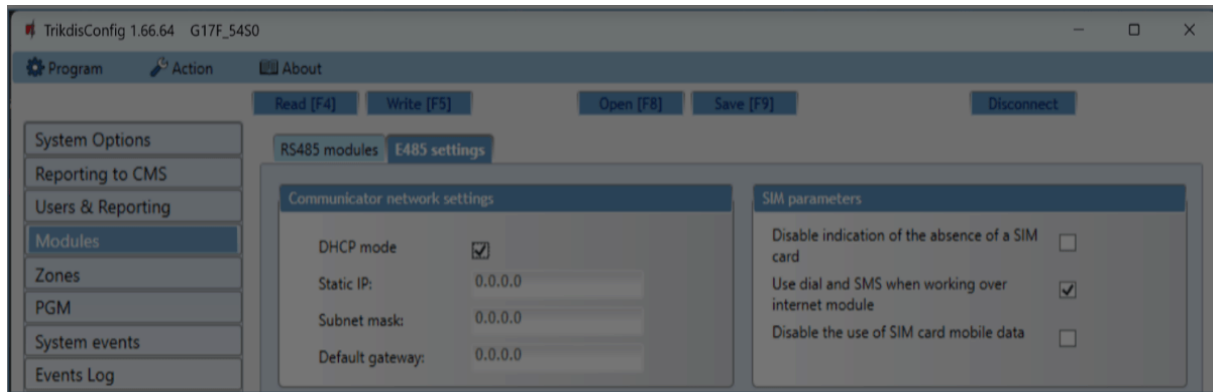 TrikdisConfig 1.66.64 G17F_54S0
Program Action About
Read [F4] Write [F5] Open [F8] Save [F9] Disconnect
System Options
Reporting to CMS
Users & Reporting
Modules
Zones
PGM
System events
Events Log
RS485 modules E485 settings
Communicator network settings
DHCP mode
Static IP: 0.0.0.0
Subnet mask: 0.0.0.0
Default gateway: 0.0.0.0
SIM parameters
Disable indication of the absence of a SIM
card
Use dial and SMS when working over
internet module
Disable the use of SIM card mobile data